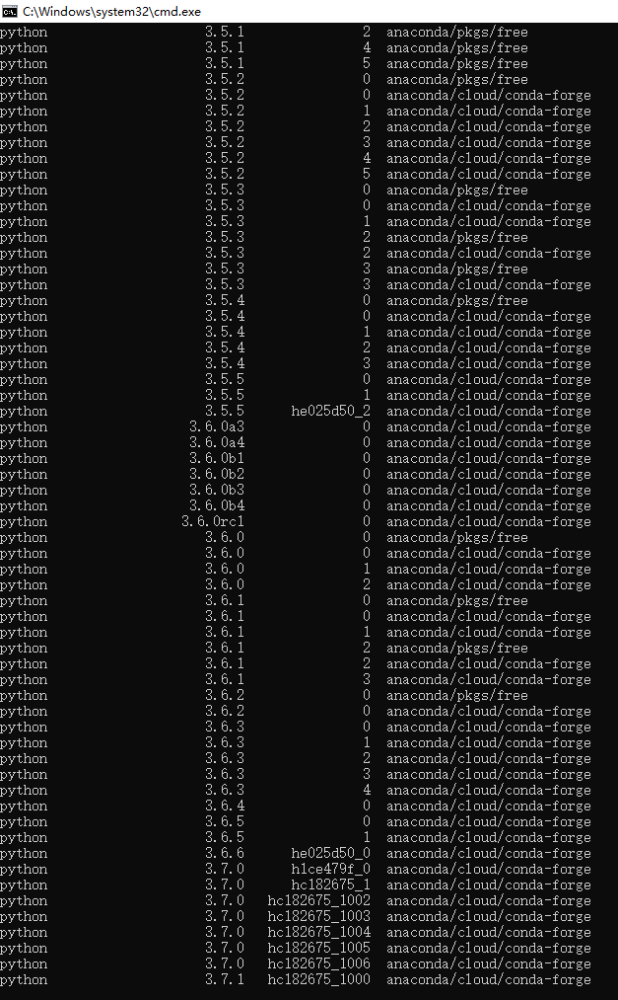 C:\Windows\system32\cmd.exe
python 3.5.1 2 anaconda/pkgs/free
python 3.5.1 4 anaconda/pkgs/free
python 3.5.1 5 anaconda/pkgs/free
python 3.5.2 0 anaconda/pkgs/free
python 3.5.2 0 anaconda/cloud/conda-forge
python 3.5.2 1 anaconda/cloud/conda-forge
python 3.5.2 2 anaconda/cloud/conda-forge
python 3.5.2 3 anaconda/cloud/conda-forge
python 3.5.2 4 anaconda/cloud/conda-forge
python 3.5.2 5 anaconda/cloud/conda-forge
python 3.5.3 0 anaconda/pkgs/free
python 3.5.3 0 anaconda/cloud/conda-forge
python 3.5.3 1 anaconda/cloud/conda-forge
python 3.5.3 2 anaconda/pkgs/free
python 3.5.3 2 anaconda/cloud/conda-forge
python 3.5.3 3 anaconda/pkgs/free
python 3.5.3 3 anaconda/cloud/conda-forge
python 3.5.4 0 anaconda/pkgs/free
python 3.5.4 0 anaconda/cloud/conda-forge
python 3.5.4 1 anaconda/cloud/conda-forge
python 3.5.4 2 anaconda/cloud/conda-forge
python 3.5.4 3 anaconda/cloud/conda-forge
python 3.5.5 0 anaconda/cloud/conda-forge
python 3.5.5 1 anaconda/cloud/conda-forge
python 3.5.5 he025d50_2 anaconda/cloud/conda-forge
python 3.6.0a3 0 anaconda/cloud/conda-forge
python 3.6.0a4 0 anaconda/cloud/conda-forge
python 3.6.0b1 0 anaconda/cloud/conda-forge
python 3.6.0b2 0 anaconda/cloud/conda-forge
python 3.6.0b3 0 anaconda/cloud/conda-forge
python 3.6.0b4 0 anaconda/cloud/conda-forge
python 3.6.0rc1 0 anaconda/cloud/conda-forge
python 3.6.0 0 anaconda/pkgs/free
python 3.6.0 0 anaconda/cloud/conda-forge
python 3.6.0 1 anaconda/cloud/conda-forge
python 3.6.0 2 anaconda/cloud/conda-forge
python 3.6.1 0 anaconda/pkgs/free
python 3.6.1 0 anaconda/cloud/conda-forge
python 3.6.1 1 anaconda/cloud/conda-forge
python 3.6.1 2 anaconda/pkgs/free
python 3.6.1 2 anaconda/cloud/conda-forge
python 3.6.1 3 anaconda/cloud/conda-forge
python 3.6.2 0 anaconda/pkgs/free
python 3.6.2 0 anaconda/cloud/conda-forge
python 3.6.3 0 anaconda/cloud/conda-forge
python 3.6.3 1 anaconda/cloud/conda-forge
python 3.6.3 2 anaconda/cloud/conda-forge
python 3.6.3 3 anaconda/cloud/conda-forge
python 3.6.3 4 anaconda/cloud/conda-forge
python 3.6.4 0 anaconda/cloud/conda-forge
python 3.6.5 0 anaconda/cloud/conda-forge
python 3.6.5 1 anaconda/cloud/conda-forge
python 3.6.6 he025d50_0 anaconda/cloud/conda-forge
python 3.7.0 h1ce479f_0 anaconda/cloud/conda-forge
python 3.7.0 hc182675_1 anaconda/cloud/conda-forge
python 3.7.0 hc182675_1002 anaconda/cloud/conda-forge
python 3.7.0 hc182675_1003 anaconda/cloud/conda-forge
python 3.7.0 hc182675_1004 anaconda/cloud/conda-forge
python 3.7.0 hc182675_1005 anaconda/cloud/conda-forge
python 3.7.0 hc182675_1006 anaconda/cloud/conda-forge
python 3.7.1 hc182675_1000 anaconda/cloud/conda-forge